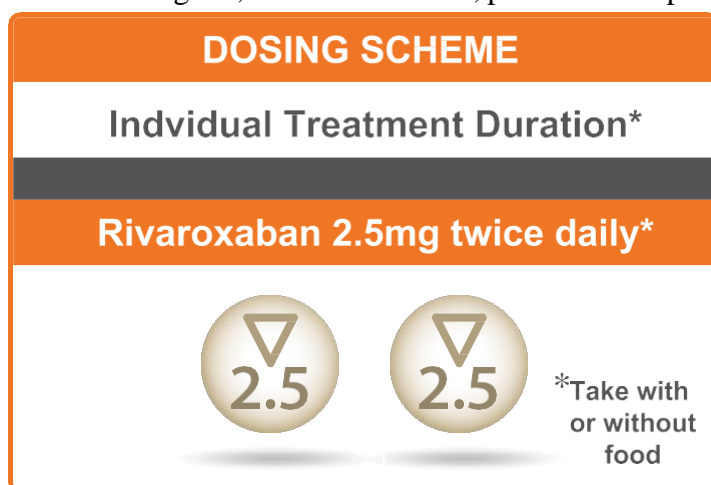 DOSING SCHEME
Indvidual Treatment Duration*
Rivaroxaban 2.5mg twice daily*
2.5 2.5
*Take with
or without
food